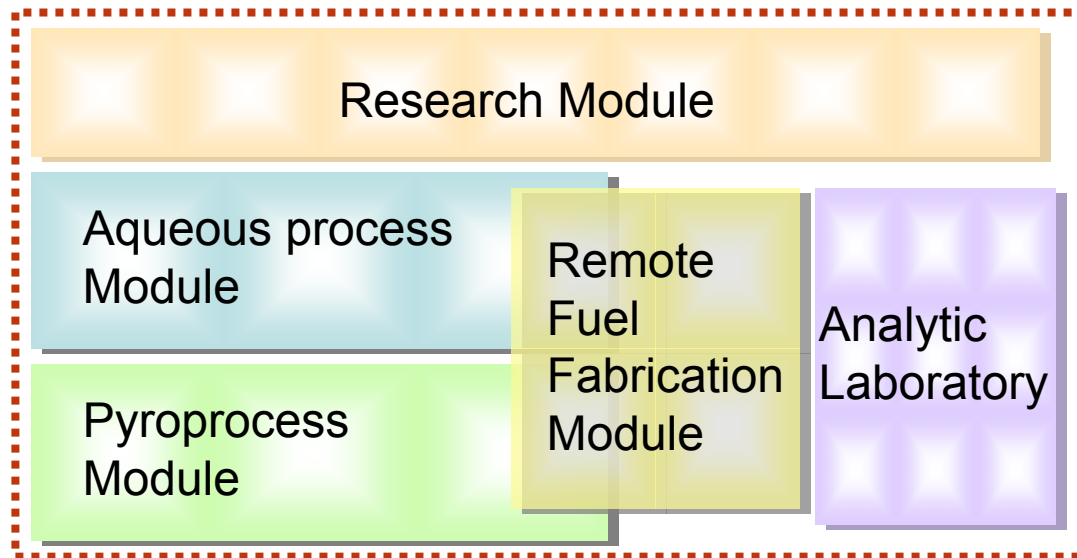 Research Module
Aqueous process
Module
Pyroprocess
Module
Remote
Fuel
Fabrication
Module
Analytic
Laboratory